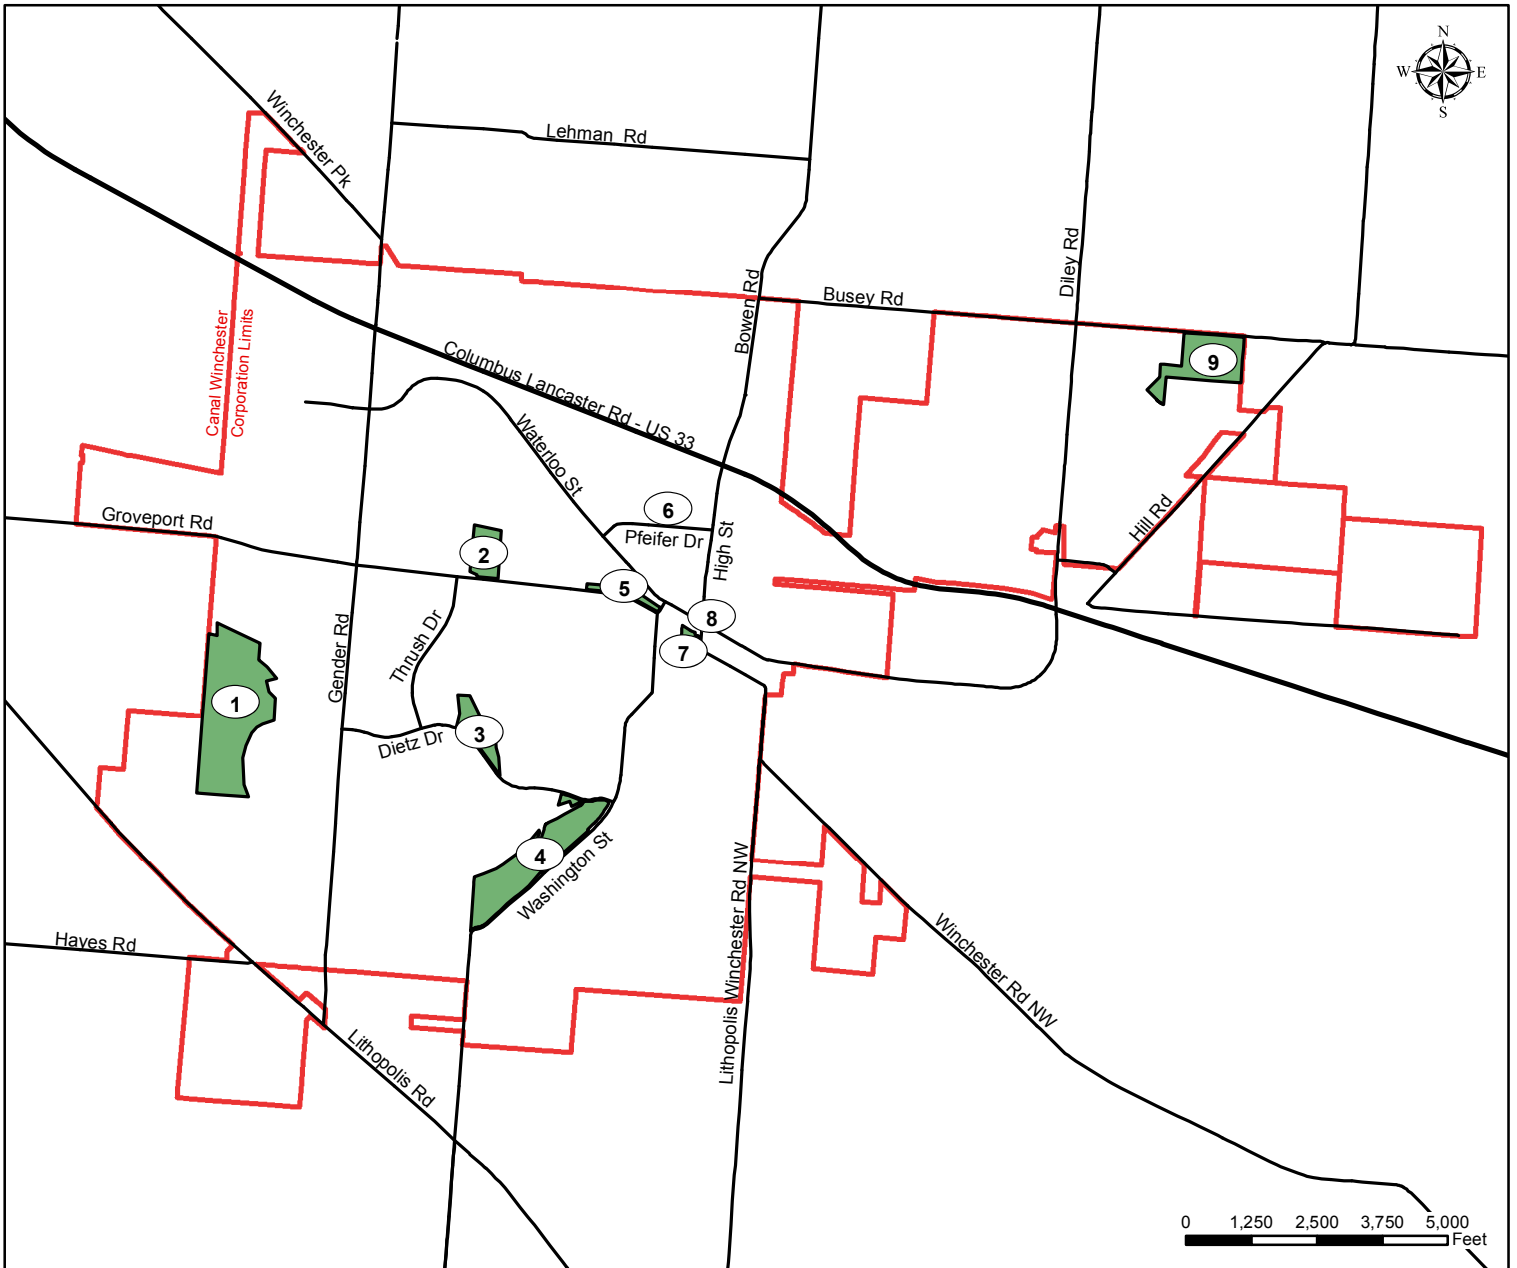 N
W E
S
Winchester Pk
Lehman Rd
Diley Rd
Bowen Rd
Busey Rd
Canal Winchester
Corporation Limits
Columbus Lancaster Rd - US 33
9
Waterloo St
6
Pfeifer Dr
High St
Hill Rd
Groveport Rd
2
5
8
7
Thrush Dr
Gender Rd
1
3
Dietz Dr
4
Washington St
Lithopolis Winchester Rd NW
Hayes Rd
Winchester Rd NW
Lithopolis Rd
0 1,250 2,500 3,750 5,000
Feet